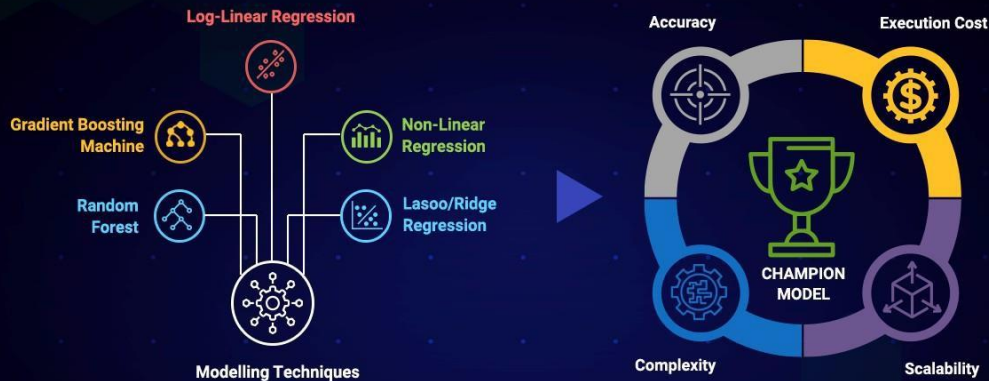 Log-Linear Regression
Gradient Boosting
Machine
Non-Linear
Regression
Random
Forest
Lasoo/Ridge
Regression
Modelling Techniques
Accuracy
Execution Cost
$
CHAMPION
MODEL
Complexity
Scalability